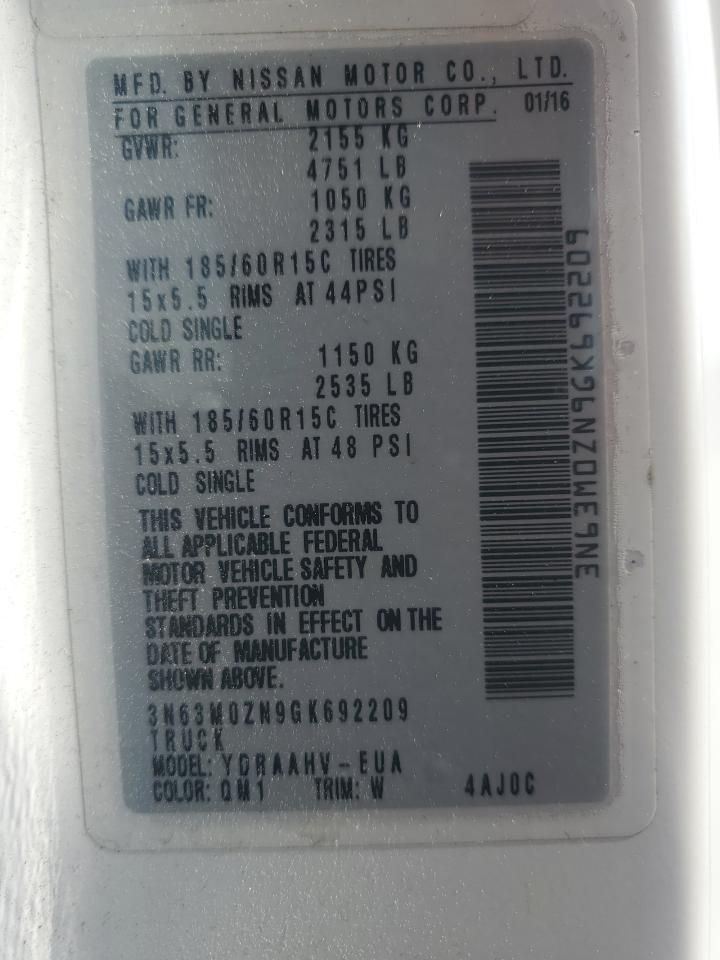 MFD. BY NISSAN MOTOR CO., LTD.
FOR GENERAL MOTORS CORP. 01/16
GVWR: 2155 KG
4751 LB
GAWR FR: 1050 KG
2315 LB
WITH 185/60R15C TIRES
15x5.5 RIMS AT 44PSI
COLD SINGLE
GAWR RR: 1150 KG
2535 LB
WITH 185/60R15C TIRES
15x5.5 RIMS AT 48 PSI
COLD SINGLE
THIS VEHICLE CONFORMS TO
ALL APPLICABLE FEDERAL
MOTOR VEHICLE SAFETY AND
THEFT PREVENTION
STANDARDS IN EFFECT ON THE
DATE OF MANUFACTURE
SHOWN ABOVE.
3N63M0ZN9GK692209
TRUCK
MODEL: YDRAAHV-EUA
COLOR: QM1 TRIM: W 4AJ0C
3N63M0ZN9GK692209